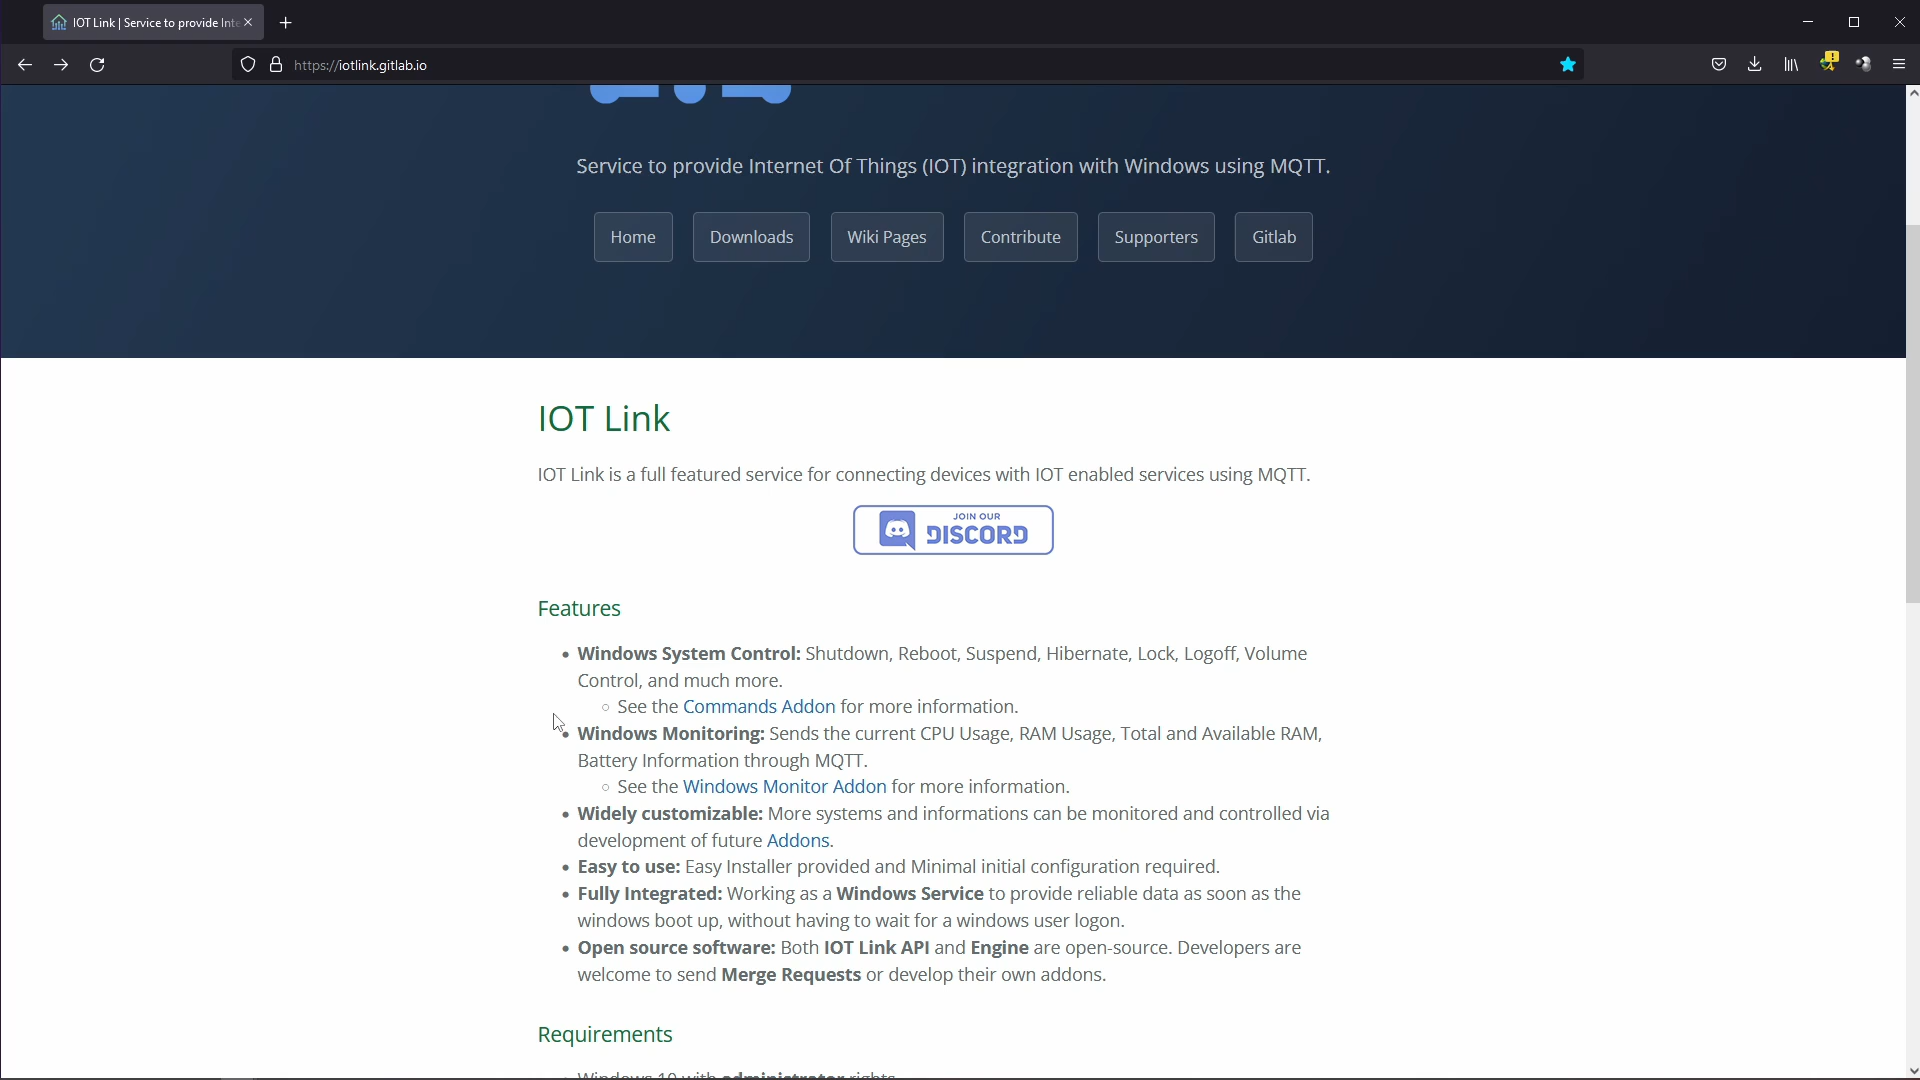 IOT Link | Service to provide Inte
https://iotlink.gitlab.io
Service to provide Internet Of Things (IOT) integration with Windows using MQTT.
Home Downloads Wiki Pages Contribute Supporters Gitlab
IOT Link
IOT Link is a full featured service for connecting devices with IOT enabled services using MQTT.
JOIN OUR
DISCORD
Features
Windows System Control: Shutdown, Reboot, Suspend, Hibernate, Lock, Logoff, Volume
Control, and much more.
See the Commands Addon for more information.
Windows Monitoring: Sends the current CPU Usage, RAM Usage, Total and Available RAM,
Battery Information through MQTT.
See the Windows Monitor Addon for more information.
Widely customizable: More systems and informations can be monitored and controlled via
development of future Addons.
Easy to use: Easy Installer provided and Minimal initial configuration required.
Fully Integrated: Working as a Windows Service to provide reliable data as soon as the
windows boot up, without having to wait for a windows user logon.
Open source software: Both IOT Link API and Engine are open-source. Developers are
welcome to send Merge Requests or develop their own addons.
Requirements
Windows 10 with administrator rights